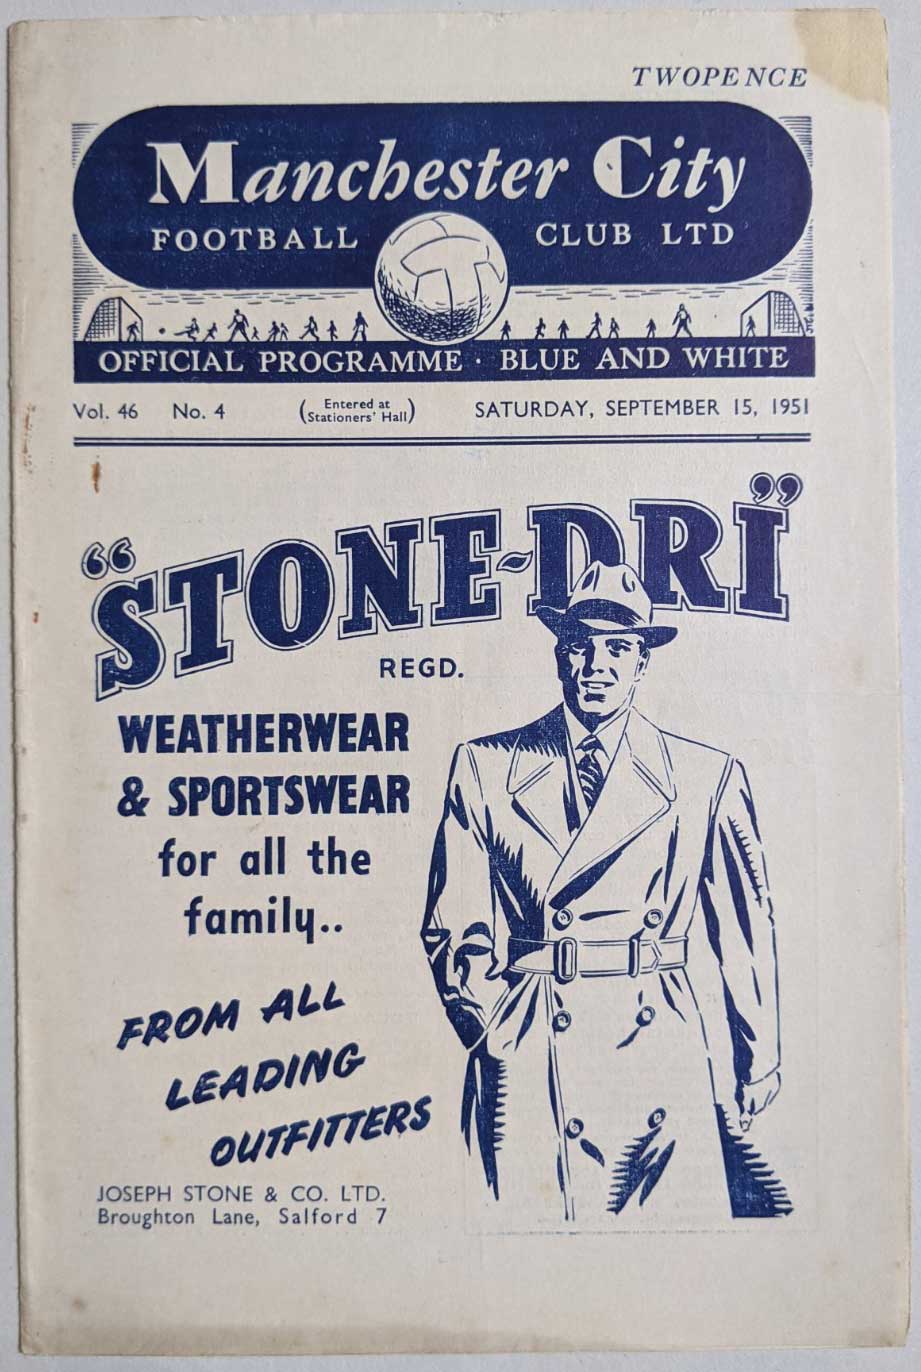 TWOPENCE
Manchester City
FOOTBALL CLUB LTD
OFFICIAL PROGRAMME · BLUE AND WHITE
Vol. 46 No. 4 (Entered at Stationers' Hall) SATURDAY, SEPTEMBER 15, 1951
“STONE-DRI”
REGD.
WEATHERWEAR
& SPORTSWEAR
for all the
family..
FROM ALL
LEADING
OUTFITTERS
JOSEPH STONE & CO. LTD.
Broughton Lane, Salford 7